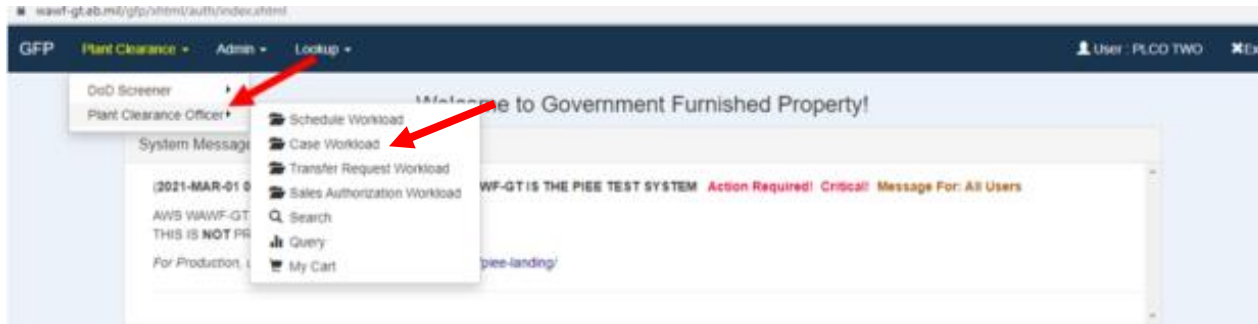 wawf-gt.eb.mil/gfp/xhtml/auth/index.xhtml
GFP Plant Clearance Admin Lookup User : PLCO TWO Ex
DoD Screener
Plant Clearance Officer
Welcome to Government Furnished Property!
Schedule Workload
System Message
Case Workload
Transfer Request Workload
(2021-MAR-01 0 WF-GT IS THE PIEE TEST SYSTEM Action Required! Critical! Message For: All Users
Sales Authorization Workload
AWS WAWF-GT
Search
THIS IS NOT PR
Query
For Production, /piee-landing/
My Cart